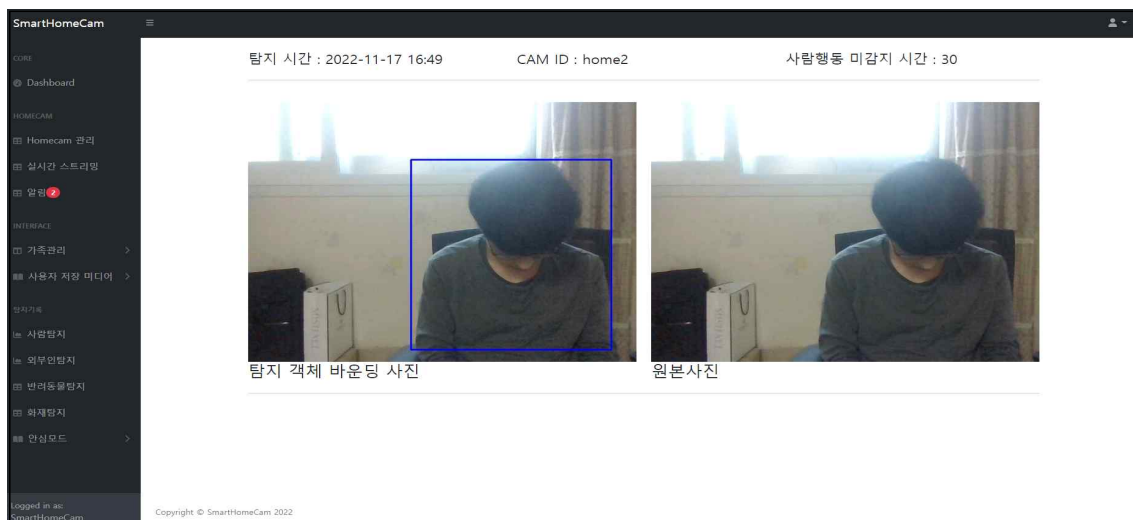 SmartHomeCam
CORE
Dashboard
HOMECAM
Homecam 관리
실시간 스트리밍
알림 2
INTERFACE
가족관리
사용자 저장 미디어
탐지기록
사람탐지
외부인탐지
반려동물탐지
화재탐지
안심모드
Logged in as:
SmartHomeCam
탐지 시간 : 2022-11-17 16:49 CAM ID : home2 사람행동 미감지 시간 : 30
탐지 객체 바운딩 사진 원본사진
Copyright © SmartHomeCam 2022